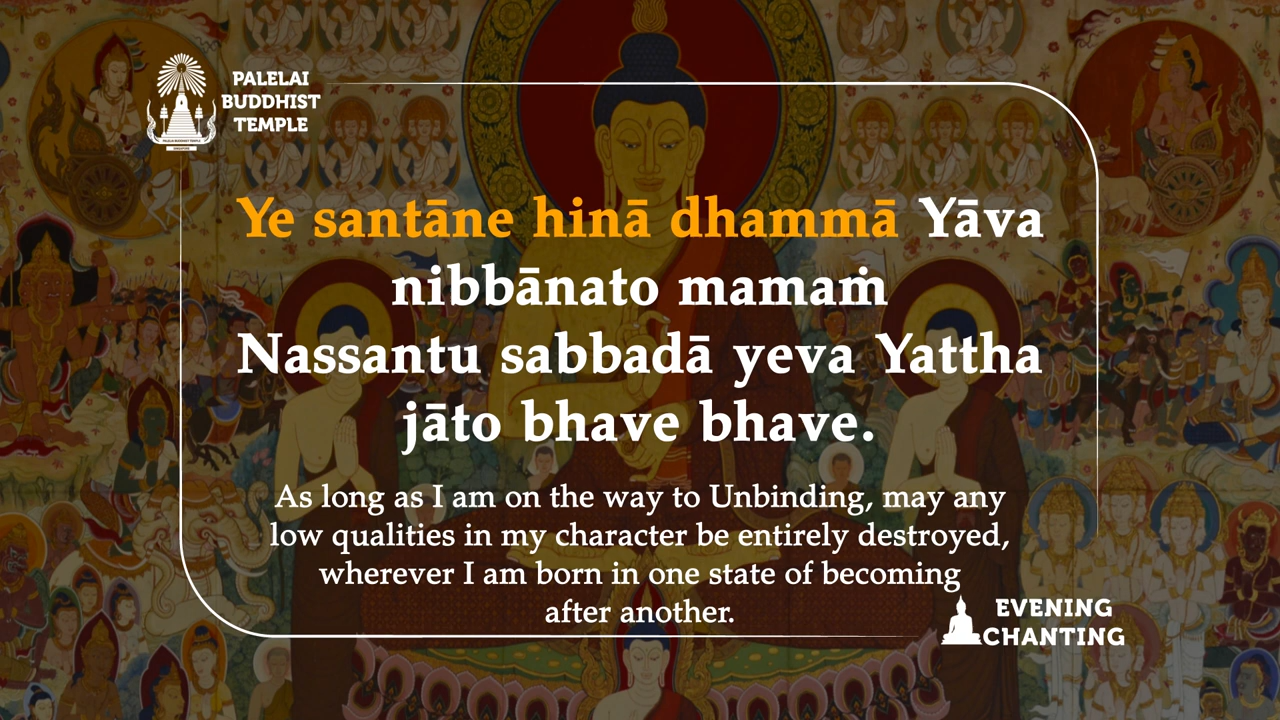 PALELAI
BUDDHIST
TEMPLE
Ye santāne hinā dhammā Yāva
nibbānato mamaṁ
Nassantu sabbadā yeva Yattha
jāto bhave bhave.
As long as I am on the way to Unbinding, may any
low qualities in my character be entirely destroyed,
wherever I am born in one state of becoming
after another.
EVENING
CHANTING